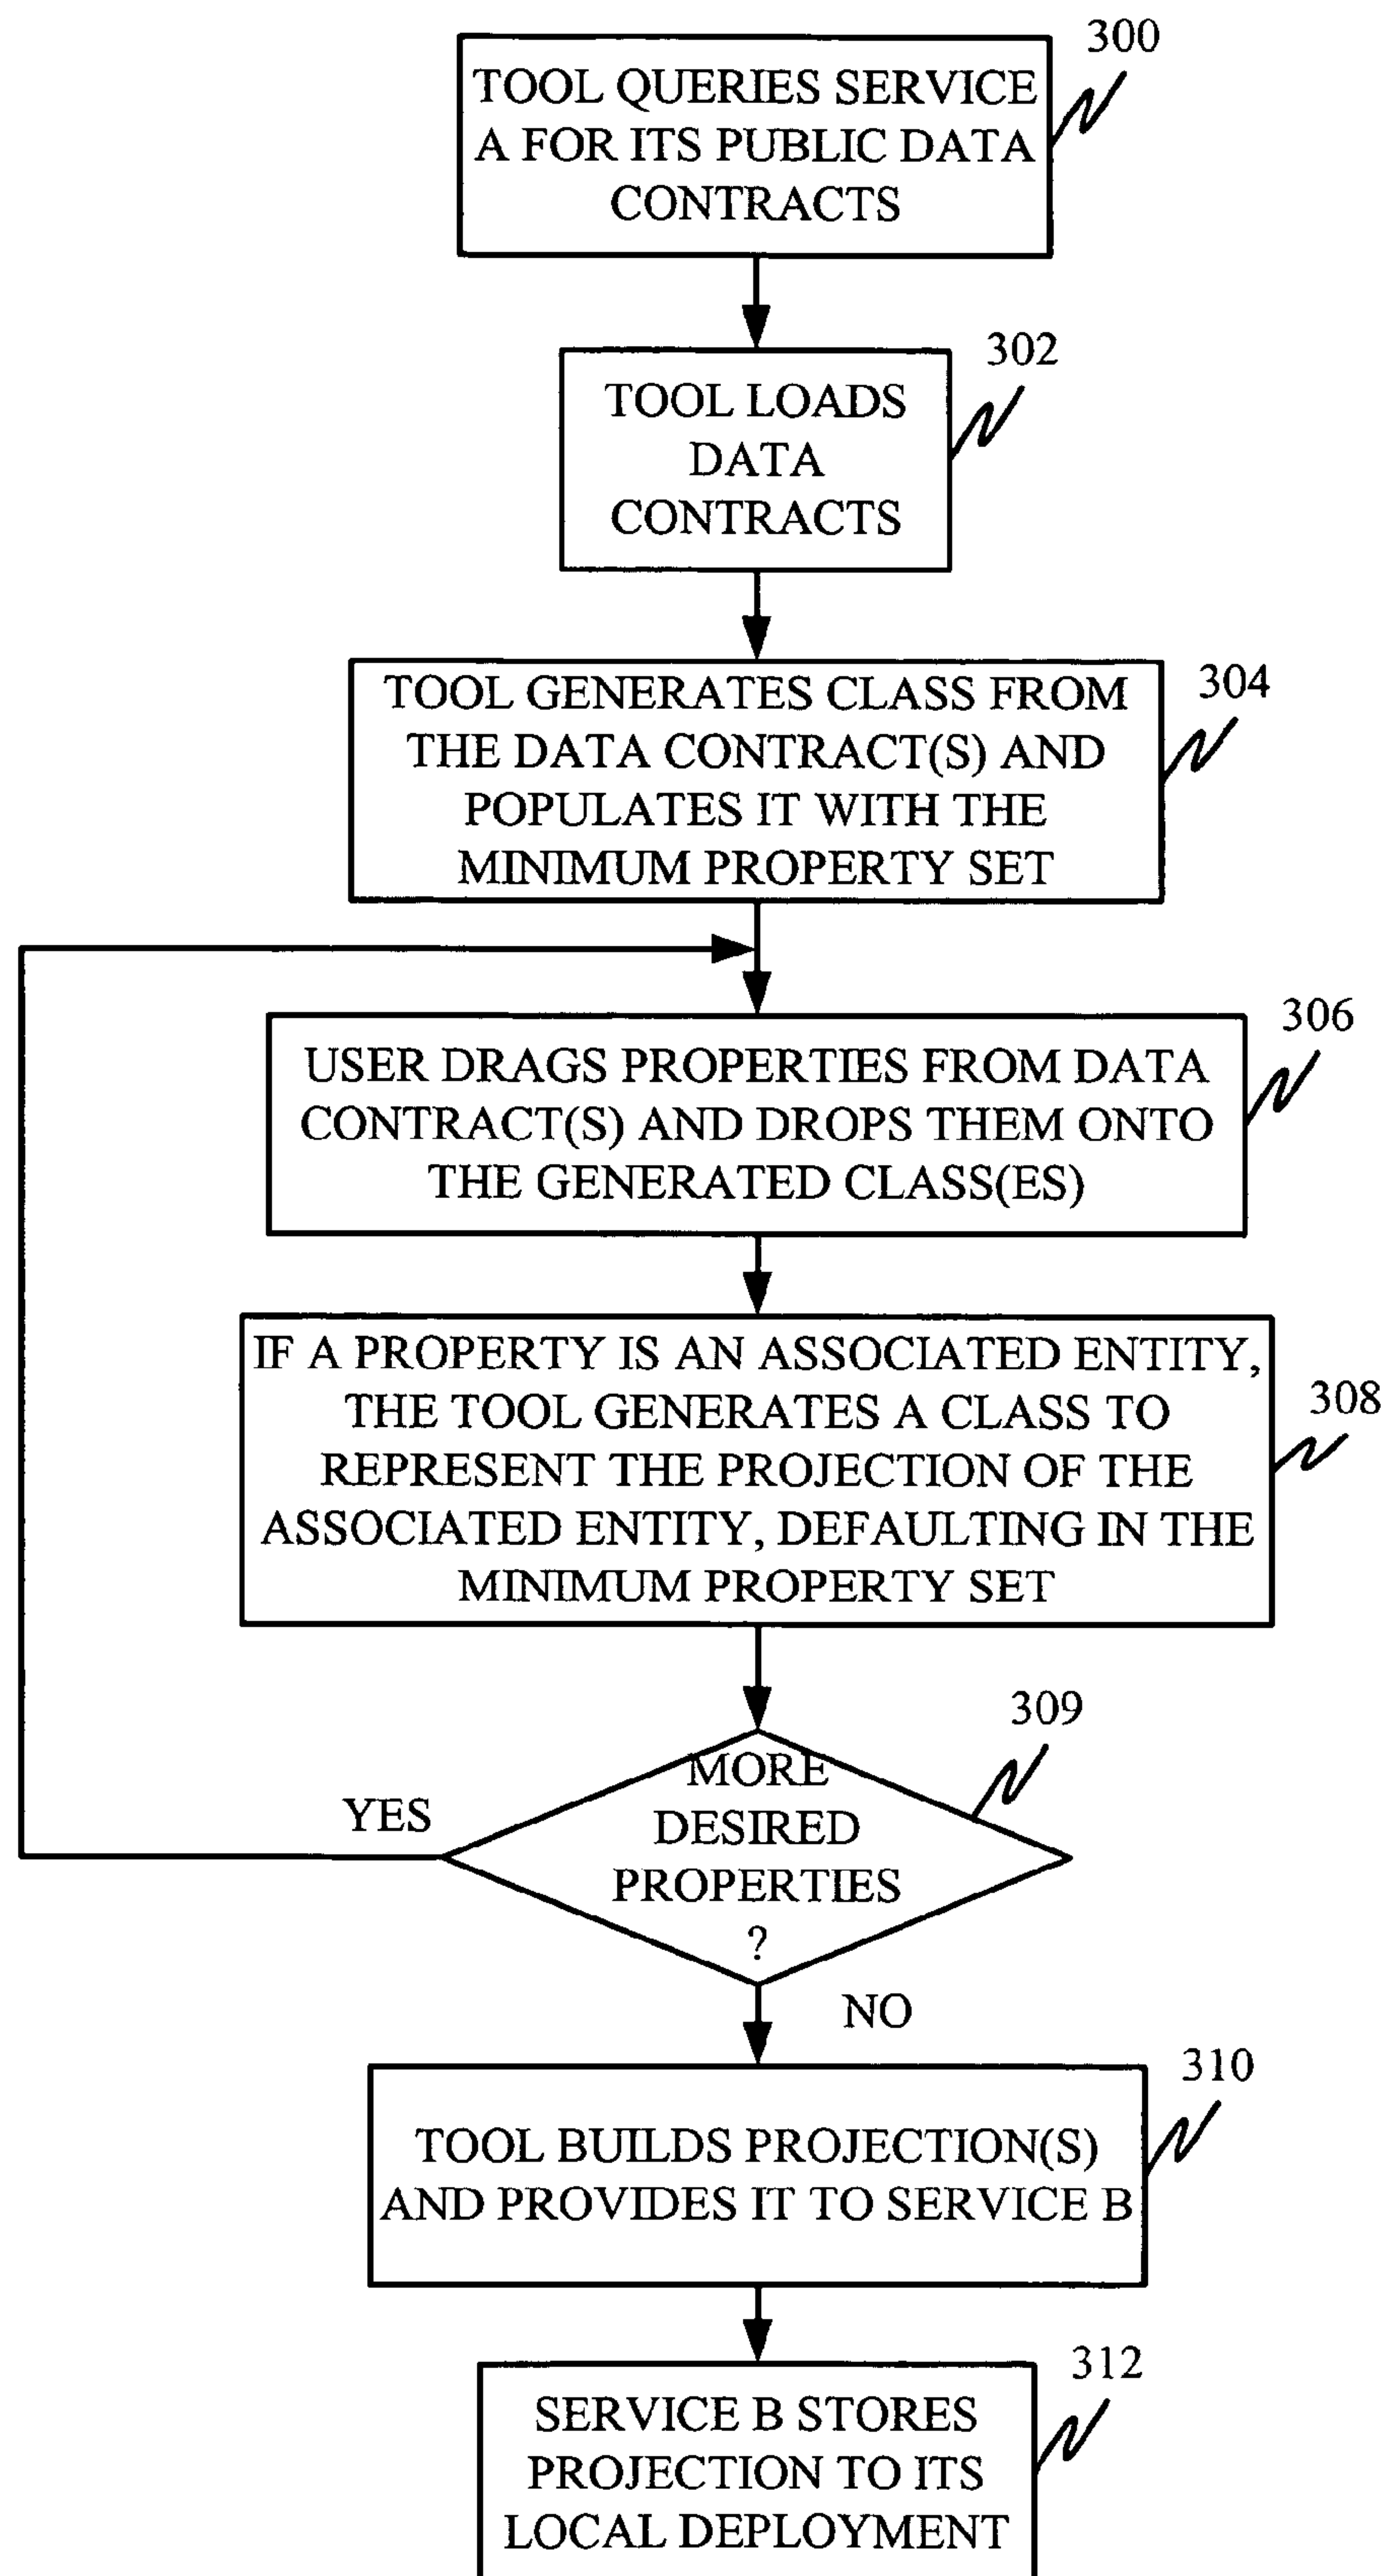 300
TOOL QUERIES SERVICE
A FOR ITS PUBLIC DATA
CONTRACTS
302
TOOL LOADS
DATA
CONTRACTS
304
TOOL GENERATES CLASS FROM
THE DATA CONTRACT(S) AND
POPULATES IT WITH THE
MINIMUM PROPERTY SET
306
USER DRAGS PROPERTIES FROM DATA
CONTRACT(S) AND DROPS THEM ONTO
THE GENERATED CLASS(ES)
308
IF A PROPERTY IS AN ASSOCIATED ENTITY,
THE TOOL GENERATES A CLASS TO
REPRESENT THE PROJECTION OF THE
ASSOCIATED ENTITY, DEFAULTING IN THE
MINIMUM PROPERTY SET
309
MORE
DESIRED
PROPERTIES
?
YES
NO
310
TOOL BUILDS PROJECTION(S)
AND PROVIDES IT TO SERVICE B
312
SERVICE B STORES
PROJECTION TO ITS
LOCAL DEPLOYMENT